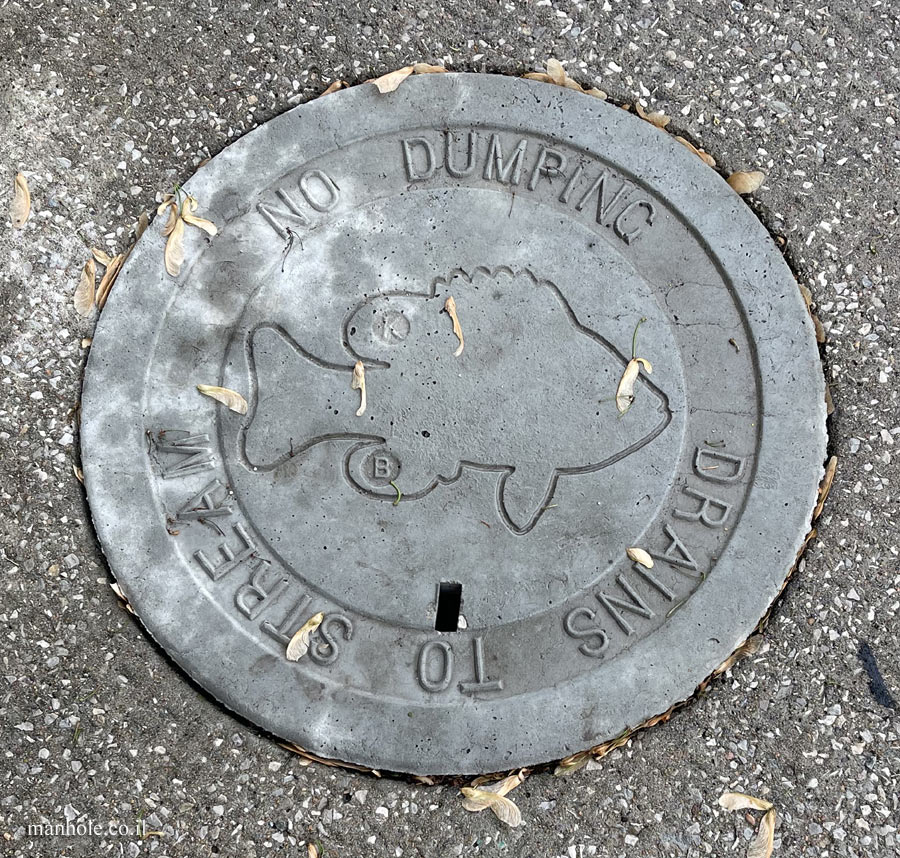 NO DUMPING
DRAINS TO STREAM
K
B
manhole.co.il